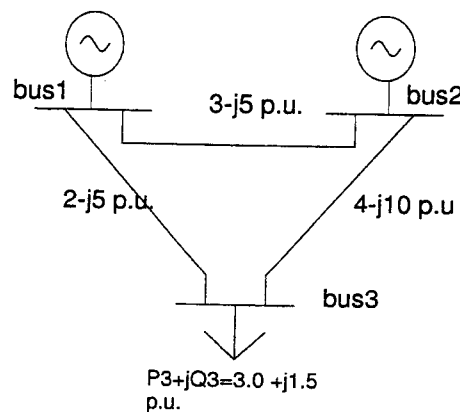 bus1
bus2
3-j5 p.u.
2-j5 p.u.
4-j10 p.u
bus3
P3+jQ3=3.0 +j1.5
p.u.